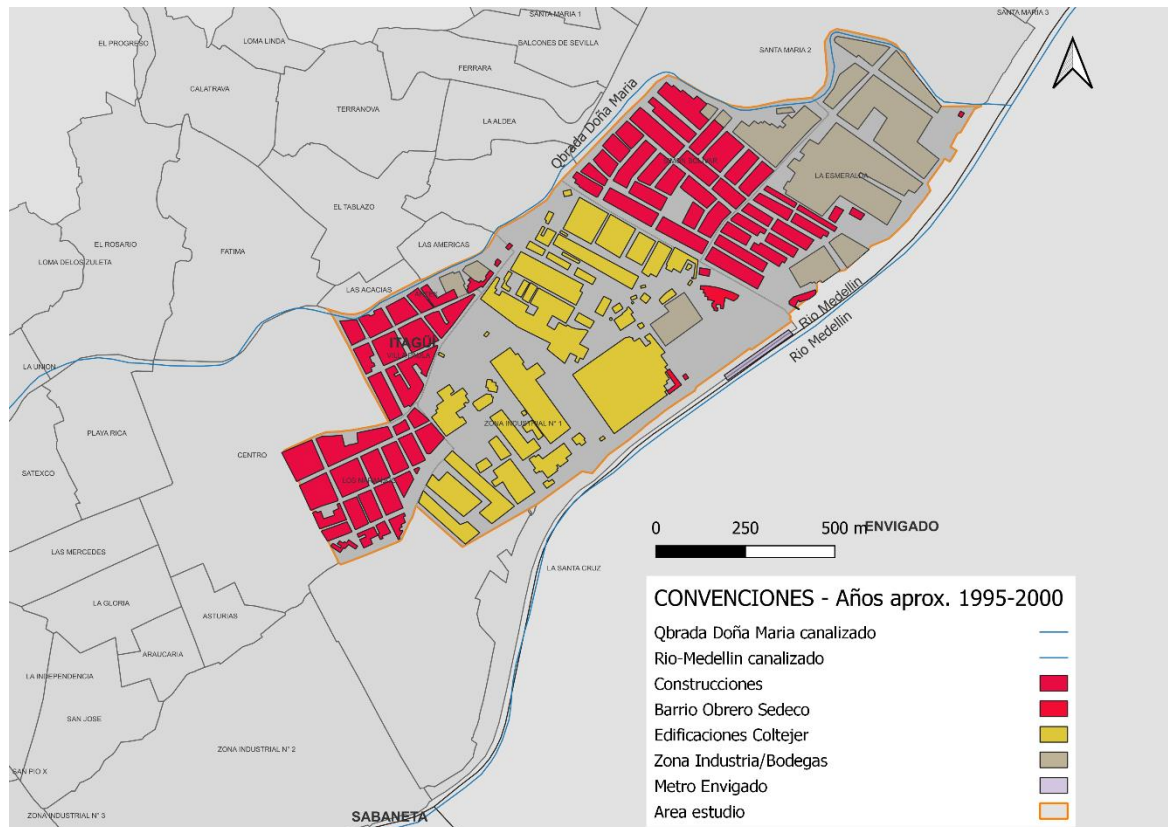 SANTA MARIA 1
SANTA MARIA 3
EL PROGRESO
LOMA LINDA
BALCONES DE SEVILLA
SANTA MARIA 2
FERRARA
CALATRAVA
TERRANOVA
LA ALDEA
Qbrada Doña Maria
SIMON BOLIVAR
LA ESMERALDA
EL TABLAZO
EL ROSARIO
FATIMA
LAS AMERICAS
LOMA DELOS ZULETA
LAS ACACIAS
Rio Medellin
Rio Medellin
ITAGÜI
LA UNION
ZONA INDUSTRIAL N° 1
PLAYA RICA
CENTRO
SATEXCO
LOS NARANJOS
0 250 500 m
ENVIGADO
LAS MERCEDES
LA SANTA CRUZ
LA GLORIA
ASTURIAS
ARAUCARIA
LA INDEPENDENCIA
SAN JOSE
ZONA INDUSTRIAL N° 2
SAN PIO X
ZONA INDUSTRIAL N° 3
SABANETA
CONVENCIONES - Años aprox. 1995-2000
Qbrada Doña Maria canalizado
Rio-Medellin canalizado
Construcciones
Barrio Obrero Sedeco
Edificaciones Coltejer
Zona Industria/Bodegas
Metro Envigado
Area estudio